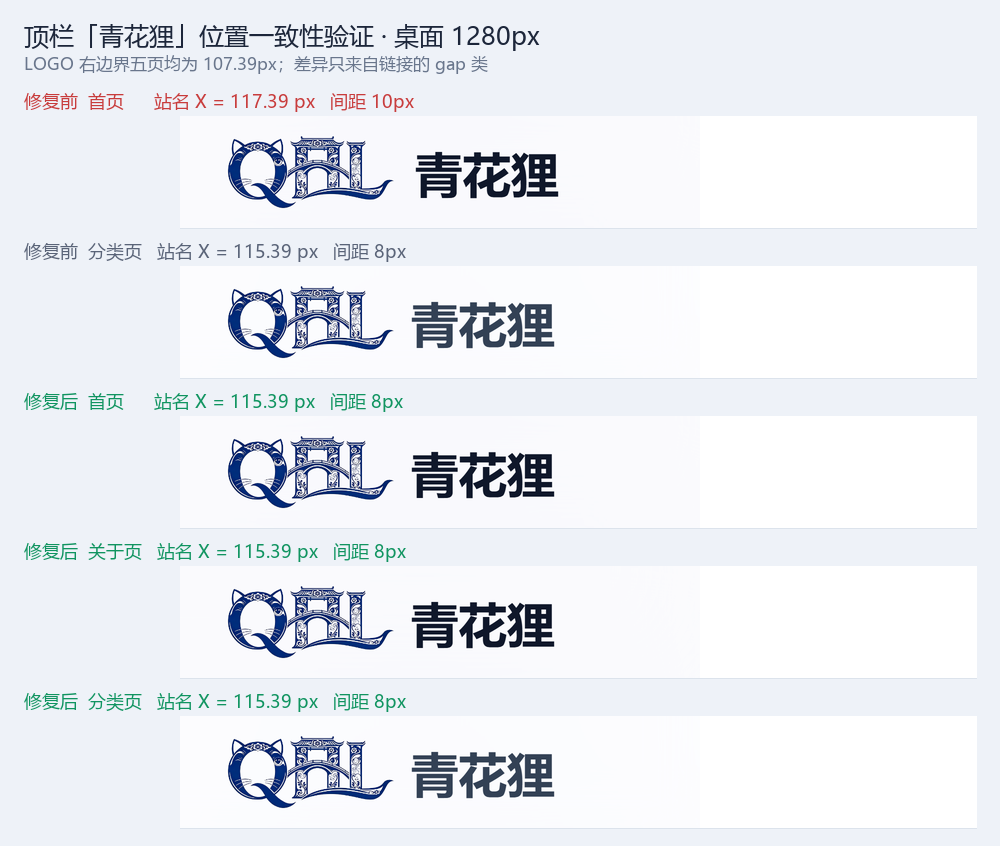 顶栏「青花狸」位置一致性验证 · 桌面 1280px
LOGO 右边界五页均为 107.39px；差异只来自链接的 gap 类
修复前 首页 站名 X = 117.39 px 间距 10px
QHL 青花狸
修复前 分类页 站名 X = 115.39 px 间距 8px
QHL 青花狸
修复后 首页 站名 X = 115.39 px 间距 8px
QHL 青花狸
修复后 关于页 站名 X = 115.39 px 间距 8px
QHL 青花狸
修复后 分类页 站名 X = 115.39 px 间距 8px
QHL 青花狸